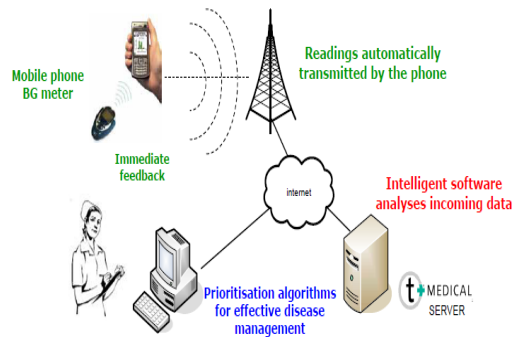 Readings automatically
transmitted by the phone
Mobile phone
BG meter
Immediate
feedback
internet
Intelligent software
analyses incoming data
Prioritisation algorithms
for effective disease
management
t+ MEDICAL
SERVER